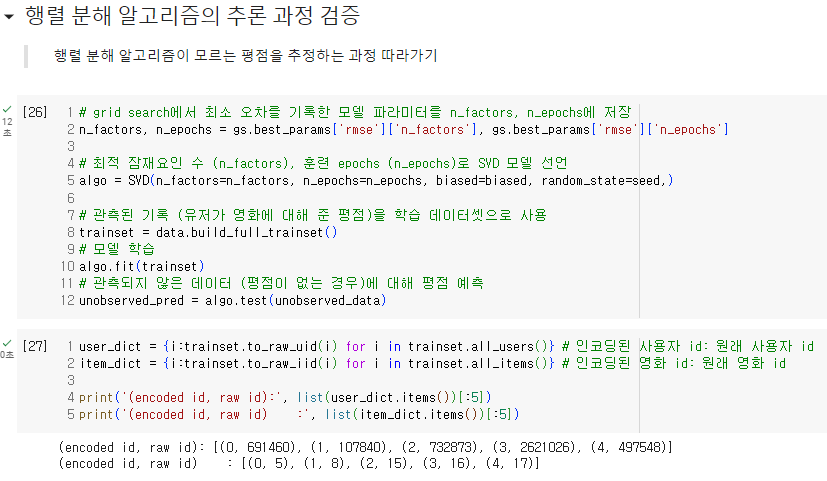 행렬 분해 알고리즘의 추론 과정 검증
행렬 분해 알고리즘이 모르는 평점을 추정하는 과정 따라가기
12
초
[26]
1 # grid search에서 최소 오차를 기록한 모델 파라미터를 n_factors, n_epochs에 저장
2 n_factors, n_epochs = gs.best_params['rmse']['n_factors'], gs.best_params['rmse']['n_epochs']
3
4 # 최적 잠재요인 수 (n_factors), 훈련 epochs (n_epochs)로 SVD 모델 선언
5 algo = SVD(n_factors=n_factors, n_epochs=n_epochs, biased=biased, random_state=seed,)
6
7 # 관측된 기록 (유저가 영화에 대해 준 평점)을 학습 데이터셋으로 사용
8 trainset = data.build_full_trainset()
9 # 모델 학습
10 algo.fit(trainset)
11 # 관측되지 않은 데이터 (평점이 없는 경우)에 대해 평점 예측
12 unobserved_pred = algo.test(unobserved_data)
0초
[27]
1 user_dict = {i:trainset.to_raw_uid(i) for i in trainset.all_users()} # 인코딩된 사용자 id: 원래 사용자 id
2 item_dict = {i:trainset.to_raw_iid(i) for i in trainset.all_items()} # 인코딩된 영화 id: 원래 영화 id
3
4 print('(encoded id, raw id):', list(user_dict.items())[:5])
5 print('(encoded id, raw id)    :', list(item_dict.items())[:5])
(encoded id, raw id): [(0, 691460), (1, 107840), (2, 732873), (3, 2621026), (4, 497548)]
(encoded id, raw id)    : [(0, 5), (1, 8), (2, 15), (3, 16), (4, 17)]